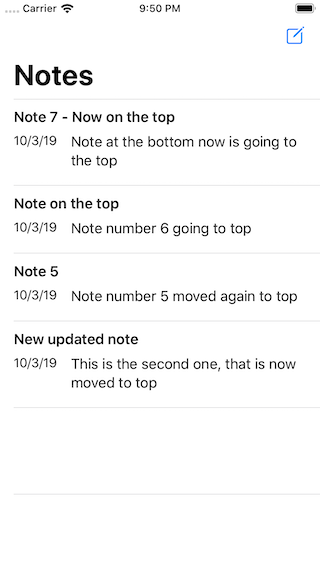 Carrier 9:50 PM
Notes
Note 7 - Now on the top
10/3/19 Note at the bottom now is going to
the top
Note on the top
10/3/19 Note number 6 going to top
Note 5
10/3/19 Note number 5 moved again to top
New updated note
10/3/19 This is the second one, that is now
moved to top